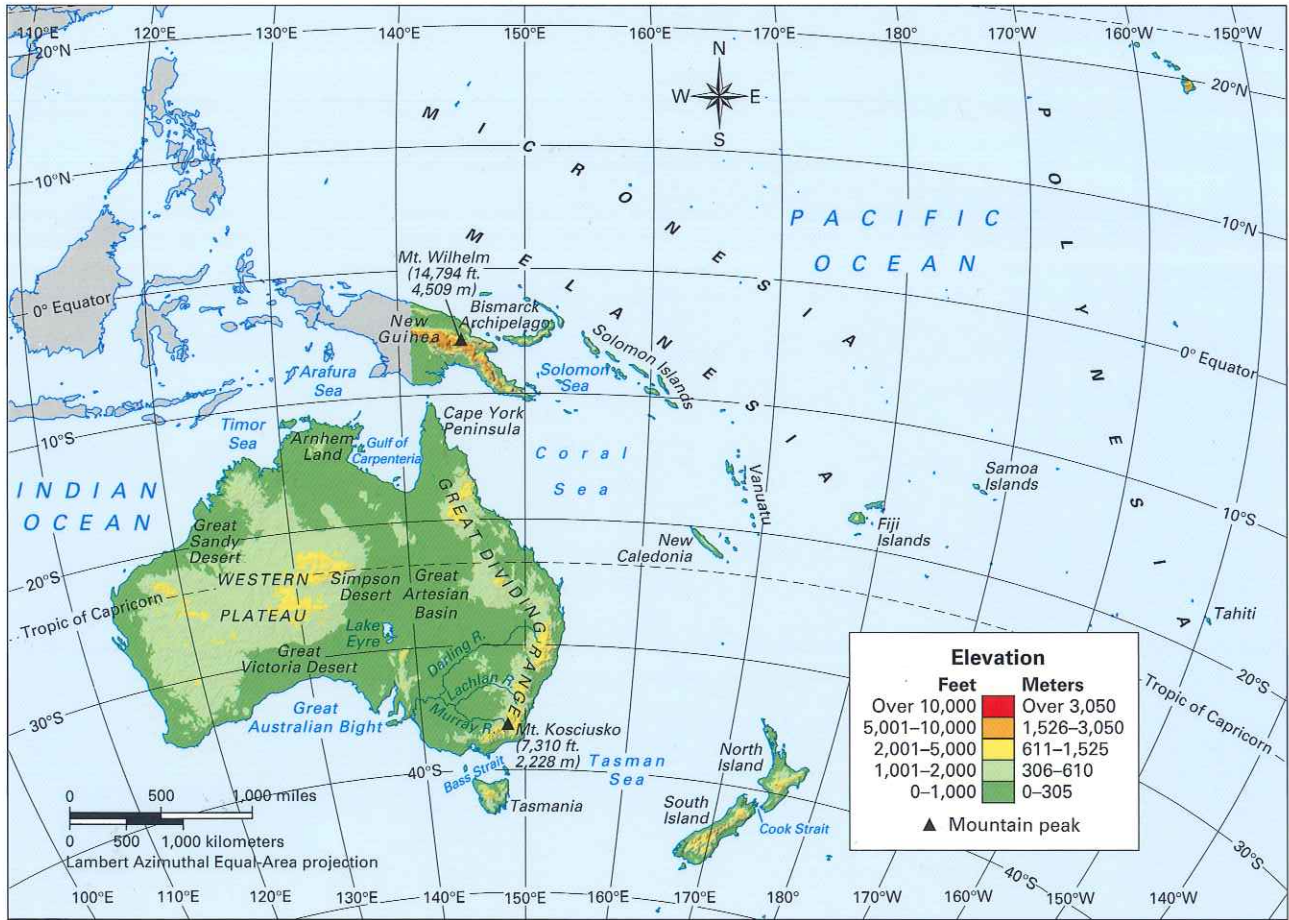 110°E 120°E 130°E 140°E 150°E 160°E 170°E 180° 170°W 160°W 150°W
20°N
N
W E
S
20°N
10°N
10°N
MICRONESIA
MELANESIA
POLYNESIA
PACIFIC
OCEAN
Mt. Wilhelm
(14,794 ft.
4,509 m)
Bismarck
Archipelago
New
Guinea
0° Equator
0° Equator
Solomon Islands
Arafura
Sea
Solomon
Sea
Timor
Sea
Arnhem
Land
Gulf of
Carpenteria
Cape York
Peninsula
10°S
Coral
Sea
INDIAN
OCEAN
Vanuatu
Samoa
Islands
Fiji
Islands
10°S
New
Caledonia
Great
Sandy
Desert
GREAT DIVIDING RANGE
20°S
WESTERN
PLATEAU
Simpson
Desert
Great
Artesian
Basin
Tropic of Capricorn
Tahiti
Lake
Eyre
Great
Victoria Desert
Darling R.
Lachlan R.
Murray R.
20°S
Tropic of Capricorn
30°S
Great
Australian Bight
Mt. Kosciusko
(7,310 ft.
2,228 m)
Tasman
Sea
40°S
Bass Strait
Tasmania
North
Island
South
Island
Cook Strait
30°S
40°S
Elevation
Feet Meters
Over 10,000 Over 3,050
5,001–10,000 1,526–3,050
2,001–5,000 611–1,525
1,001–2,000 306–610
0–1,000 0–305
Mountain peak
0 500 1,000 miles
0 500 1,000 kilometers
Lambert Azimuthal Equal-Area projection
100°E 110°E 120°E 130°E 140°E 150°E 160°E 170°E 180° 170°W 160°W 150°W 140°W